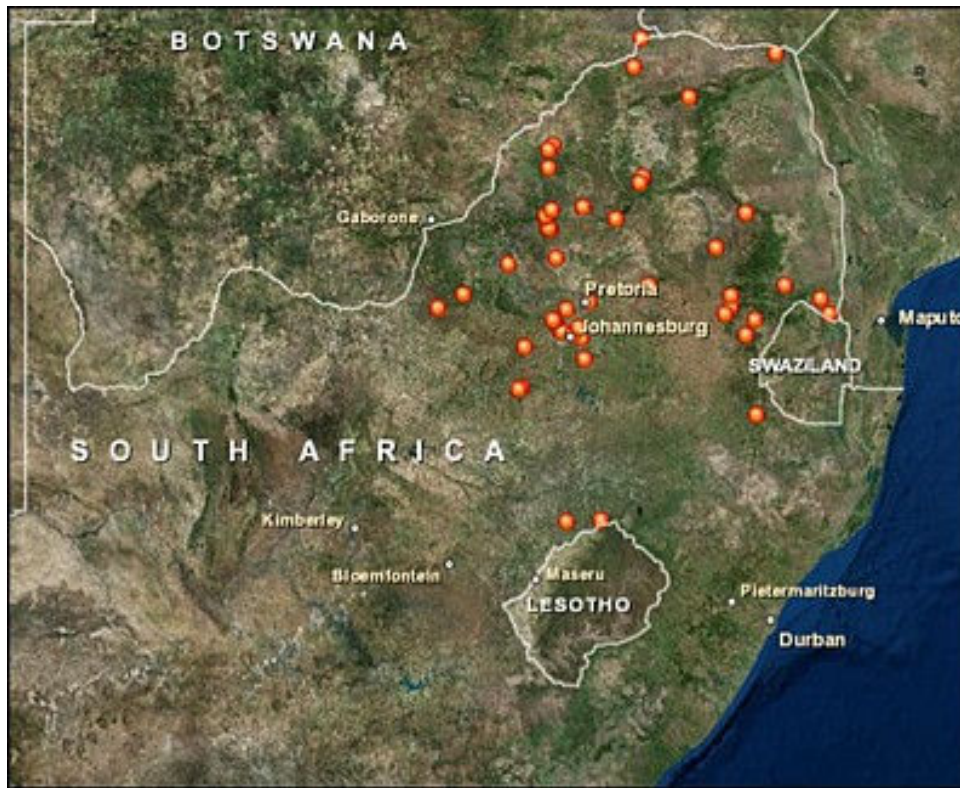 BOTSWANA
Gaborone
Pretoria
Johannesburg
Maputo
SWAZILAND
SOUTH AFRICA
Kimberley
Bloemfontein
Maseru
LESOTHO
Pietermaritzburg
Durban